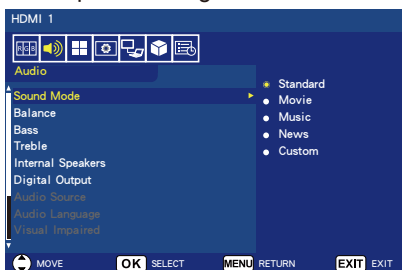 HDMI 1
RGB
Audio
Sound Mode
Balance
Bass
Treble
Internal Speakers
Digital Output
Audio Source
Audio Language
Visual Impaired
Standard
Movie
Music
News
Custom
MOVE OK SELECT MENU RETURN EXIT EXIT